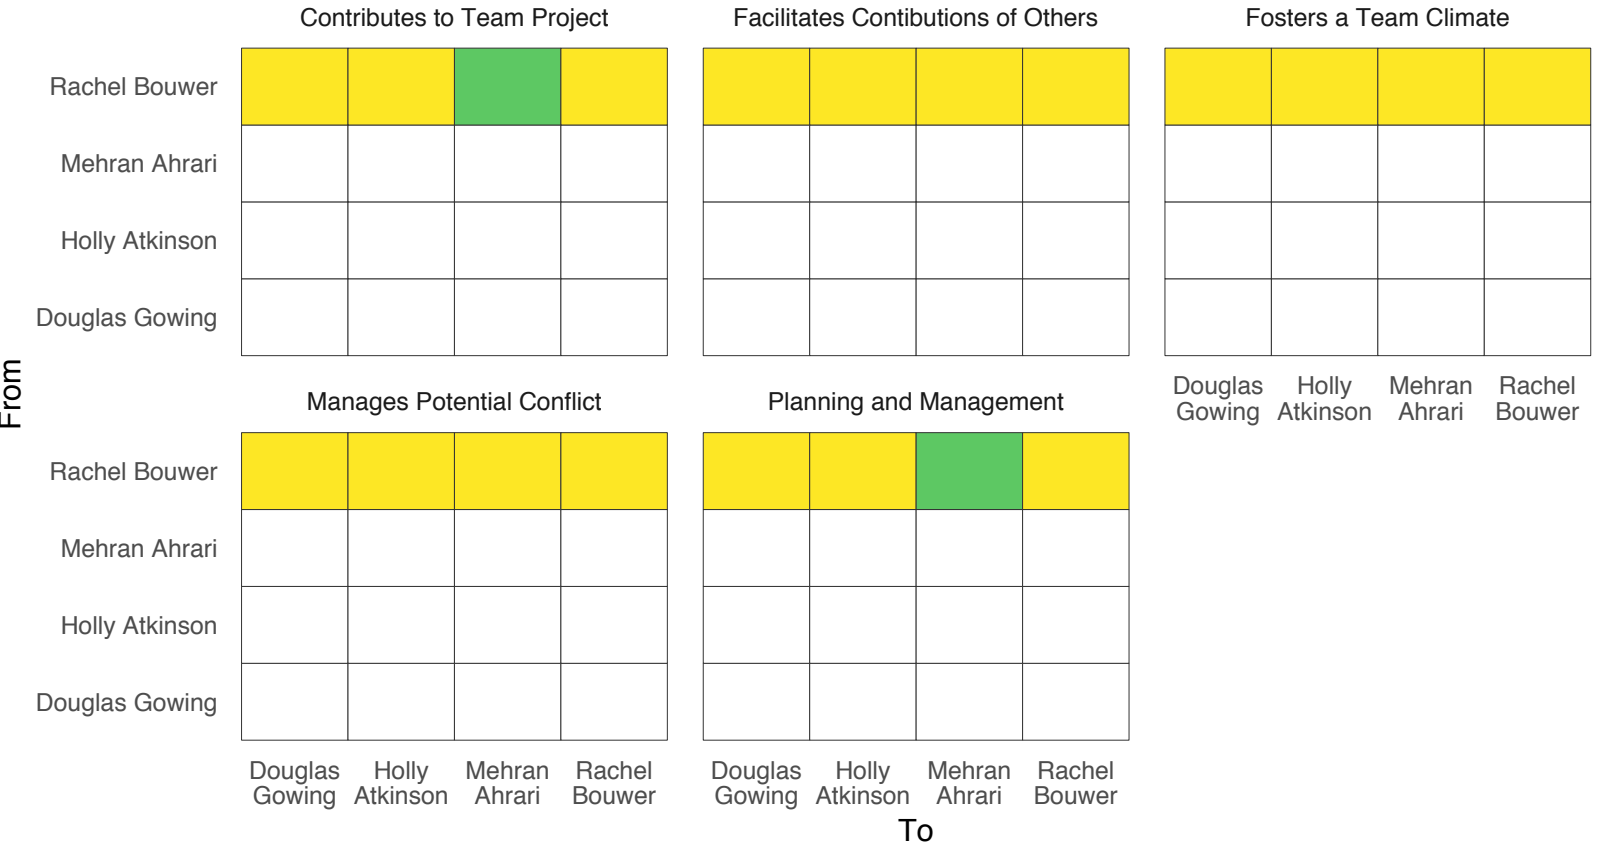 Contributes to Team Project
Facilitates Contibutions of Others
Fosters a Team Climate
Rachel Bouwer
Mehran Ahrari
Holly Atkinson
Douglas Gowing
Douglas Gowing
Holly Atkinson
Mehran Ahrari
Rachel Bouwer
From
Manages Potential Conflict
Planning and Management
Rachel Bouwer
Mehran Ahrari
Holly Atkinson
Douglas Gowing
Douglas Gowing
Holly Atkinson
Mehran Ahrari
Rachel Bouwer
Douglas Gowing
Holly Atkinson
Mehran Ahrari
Rachel Bouwer
To